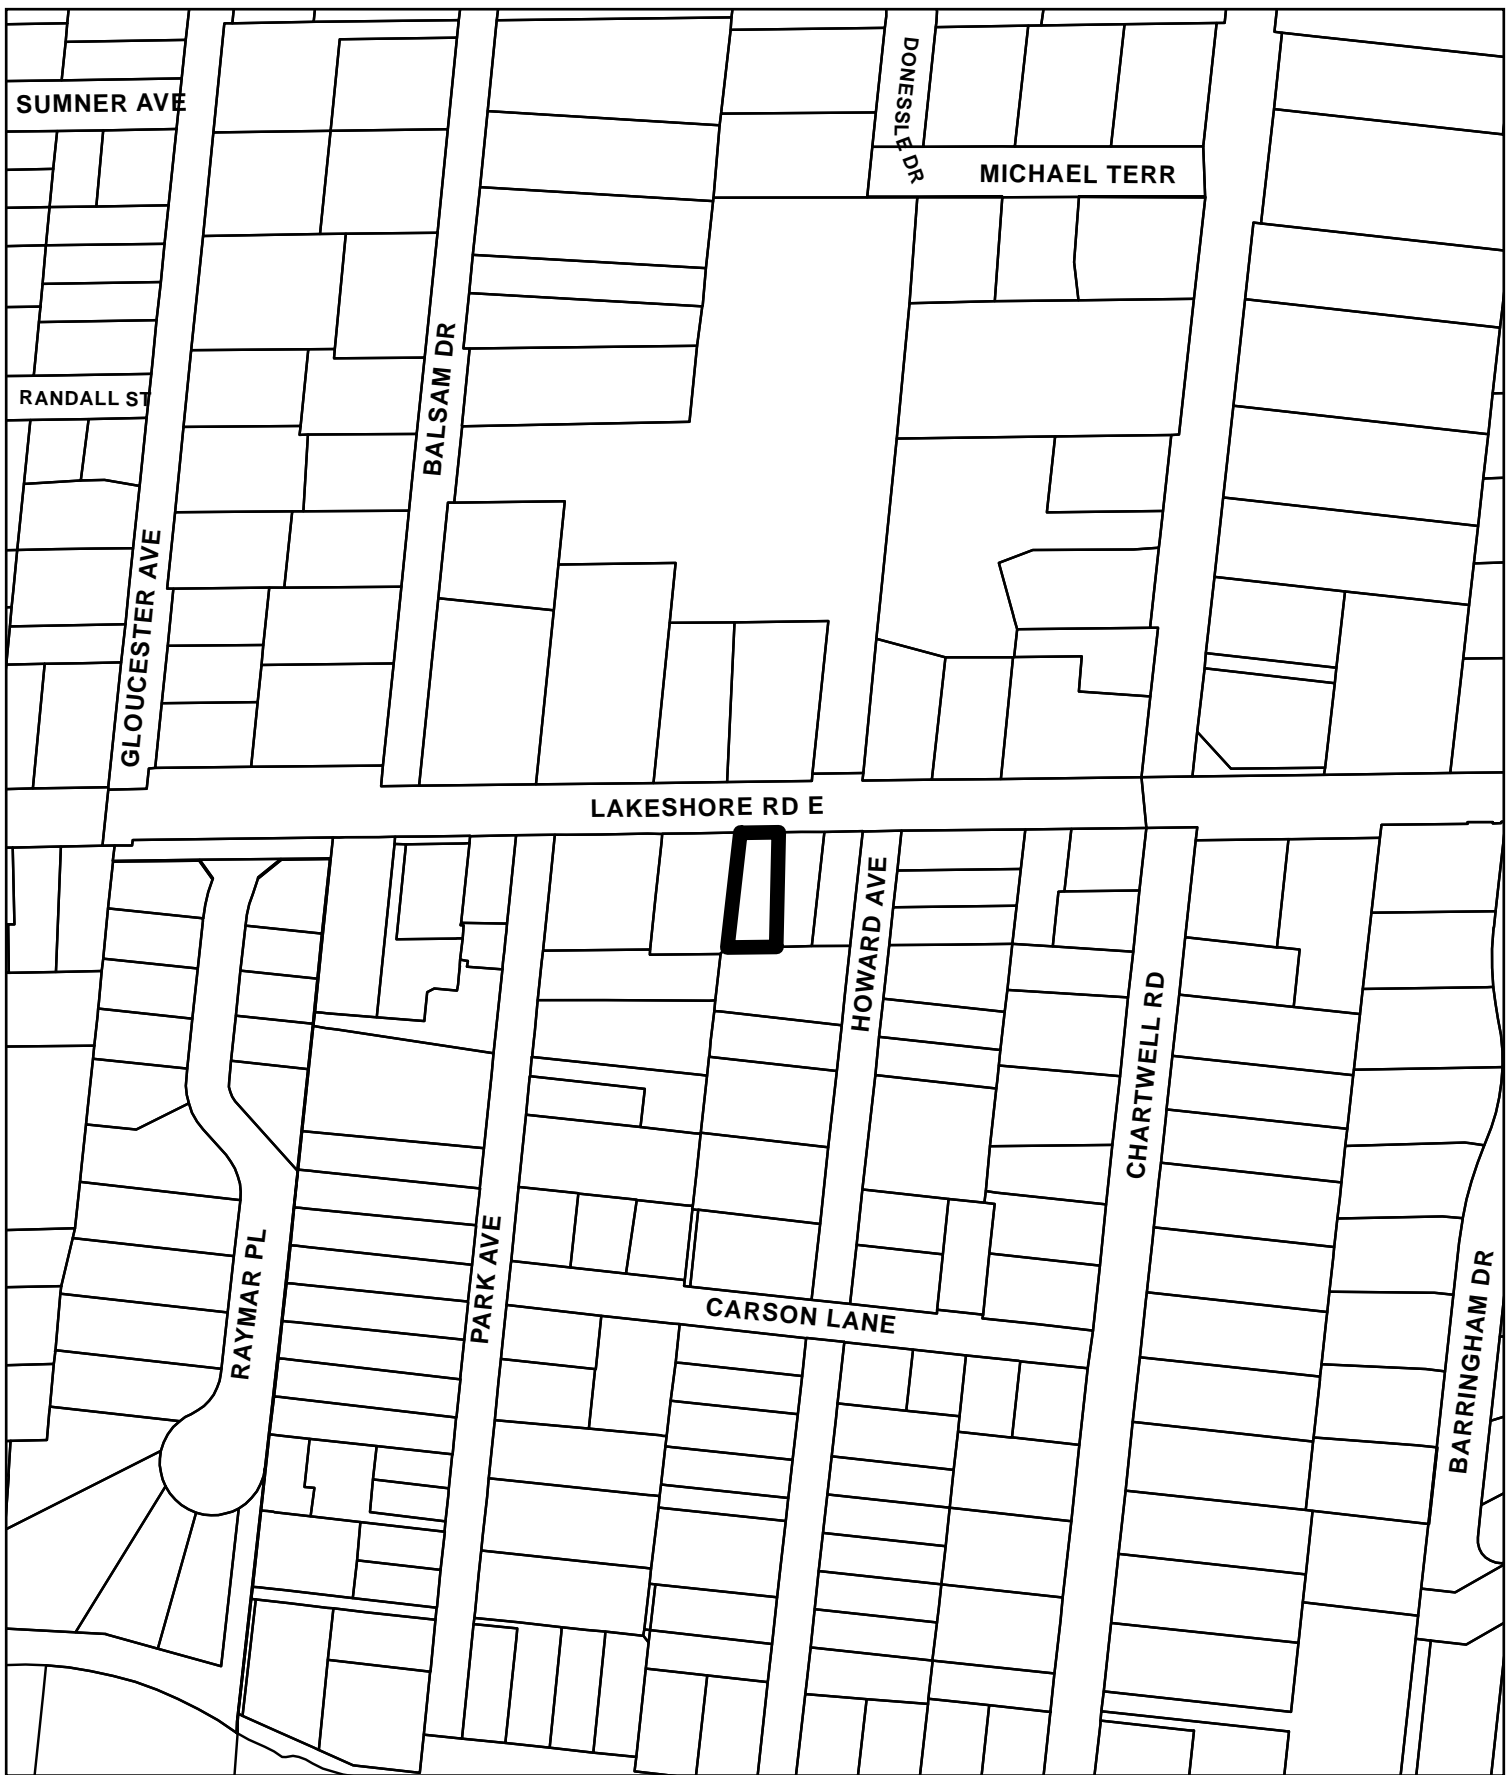 DONESSLE DR
SUMNER AVE
MICHAEL TERR
RANDALL ST
BALSAM DR
GLOUCESTER AVE
LAKESHORE RD E
HOWARD AVE
CHARTWELL RD
PARK AVE
RAYMAR PL
CARSON LANE
BARRINGHAM DR